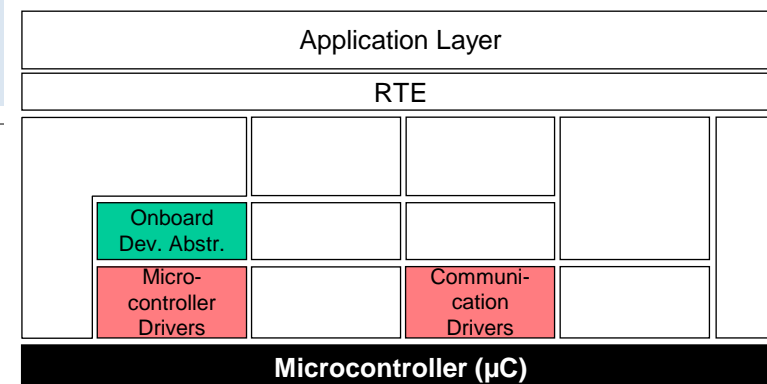 Application Layer
RTE
Onboard
Dev. Abstr.
Micro-
controller
Drivers
Communi-
cation
Drivers
Microcontroller (µC)